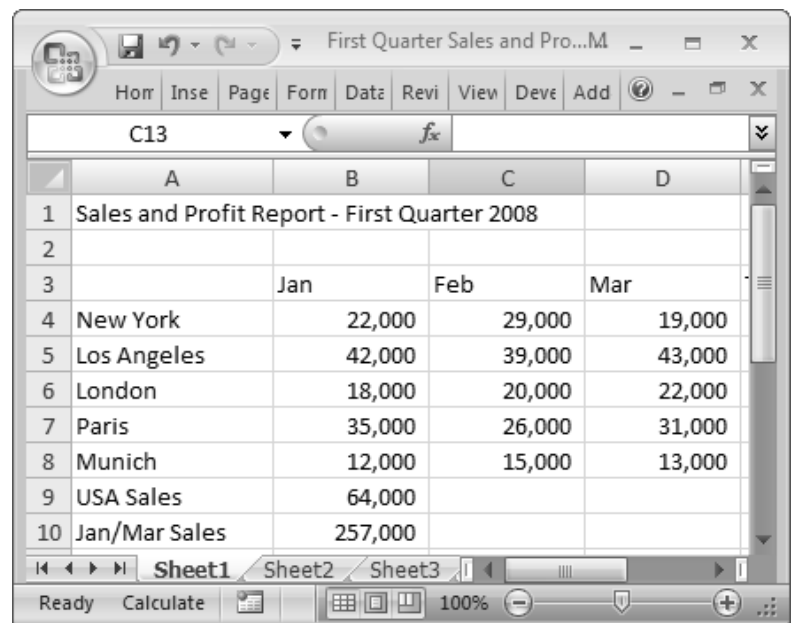 First Quarter Sales and Pro...M
Hom Inse Page Form Data Revi View Deve Add
C13 fx
A B C D
1 Sales and Profit Report - First Quarter 2008
2
3 Jan Feb Mar
4 New York 22,000 29,000 19,000
5 Los Angeles 42,000 39,000 43,000
6 London 18,000 20,000 22,000
7 Paris 35,000 26,000 31,000
8 Munich 12,000 15,000 13,000
9 USA Sales 64,000
10 Jan/Mar Sales 257,000
Sheet1 Sheet2 Sheet3
Ready Calculate 100%